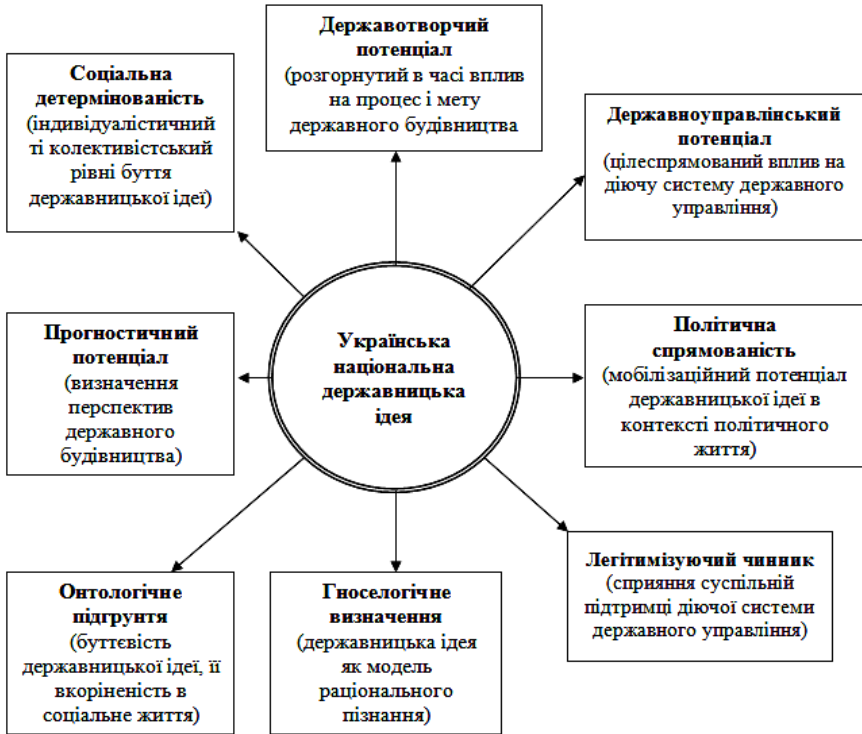 Державотворчий
потенціал
(розгорнутий в часі вплив
на процес і мету
державного будівництва
Соціальна
детермінованість
(індивідуалістичний
ті колективістський
рівні буття
державницької ідеї)
Державноуправлінський
потенціал
(цілеспрямований вплив на
діючу систему державного
управління)
Прогностичний
потенціал
(визначення
перспектив
державного
будівництва)
Українська
національна
державницька
ідея
Політична
спрямованість
(мобілізаційний потенціал
державницької ідеї в
контексті політичного
життя)
Онтологічне
підгрунтя
(буттєвість
державницької ідеї, її
вкоріненість в
соціальне життя)
Гноселогічне
визначення
(державницька ідея
як модель
раціонального
пізнання)
Легітимізуючий чинник
(сприяння суспільній
підтримці діючої системи
державного управління)